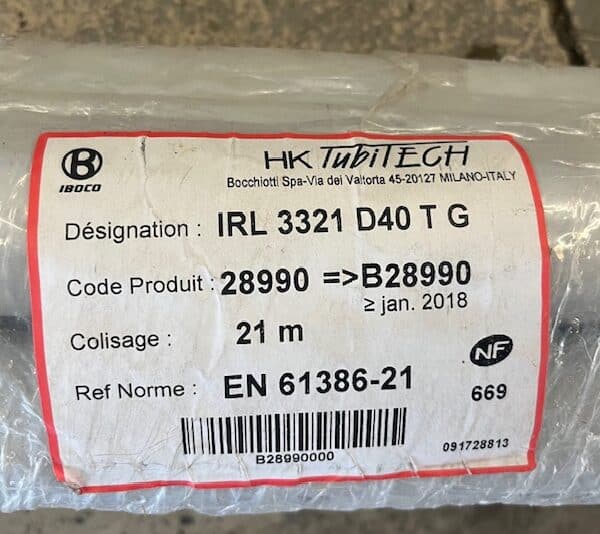 B
IBOCO
HK TUBITECH
Bocchiotti Spa-Via dei Valtorta 45-20127 MILANO-ITALY
Désignation : IRL 3321 D40 T G
Code Produit : 28990 =>B28990
≥ jan. 2018
Colisage : 21 m
NF
Ref Norme : EN 61386-21
669
B28990000
091728813